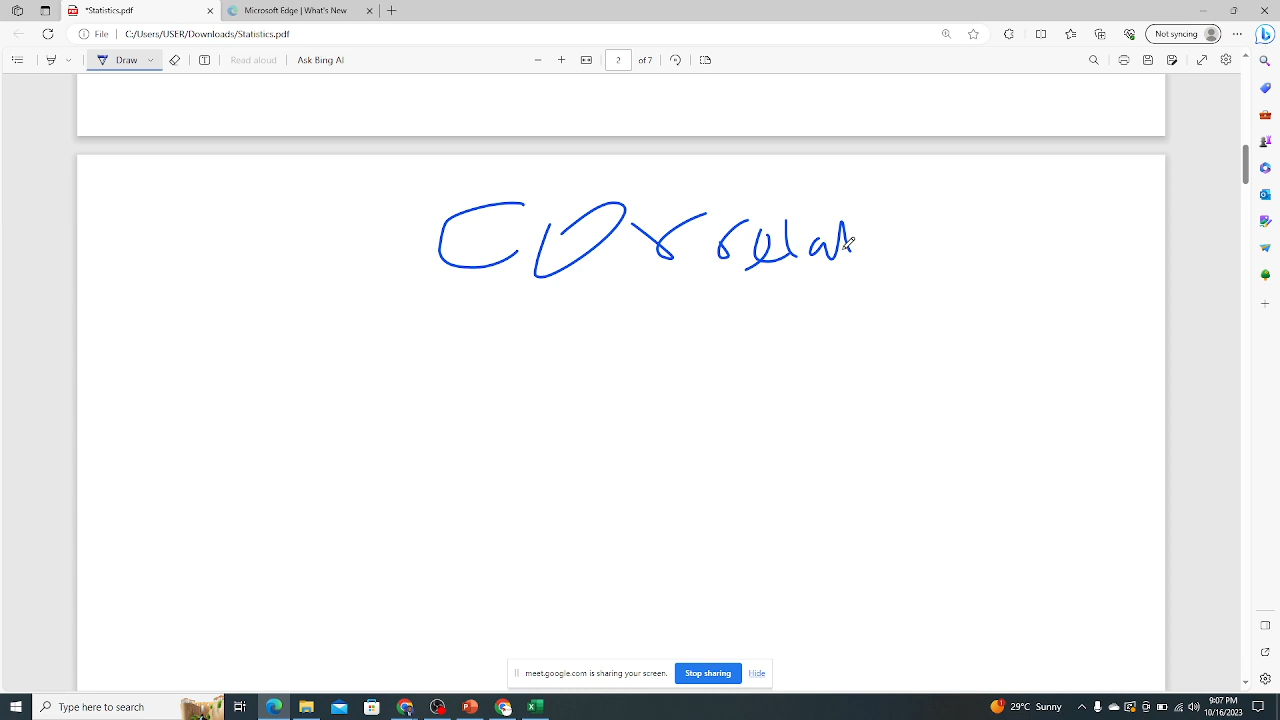 *Statistics.pdf
Microsoft Edge | What's New
File
C:/Users/USER/Downloads/Statistics.pdf
Not syncing
Draw
Read aloud
Ask Bing AI
2
of 7
Correlat
meet.google.com is sharing your screen.
Stop sharing
Hide
Type here to search
29°C Sunny
9:07 PM
10/16/2023